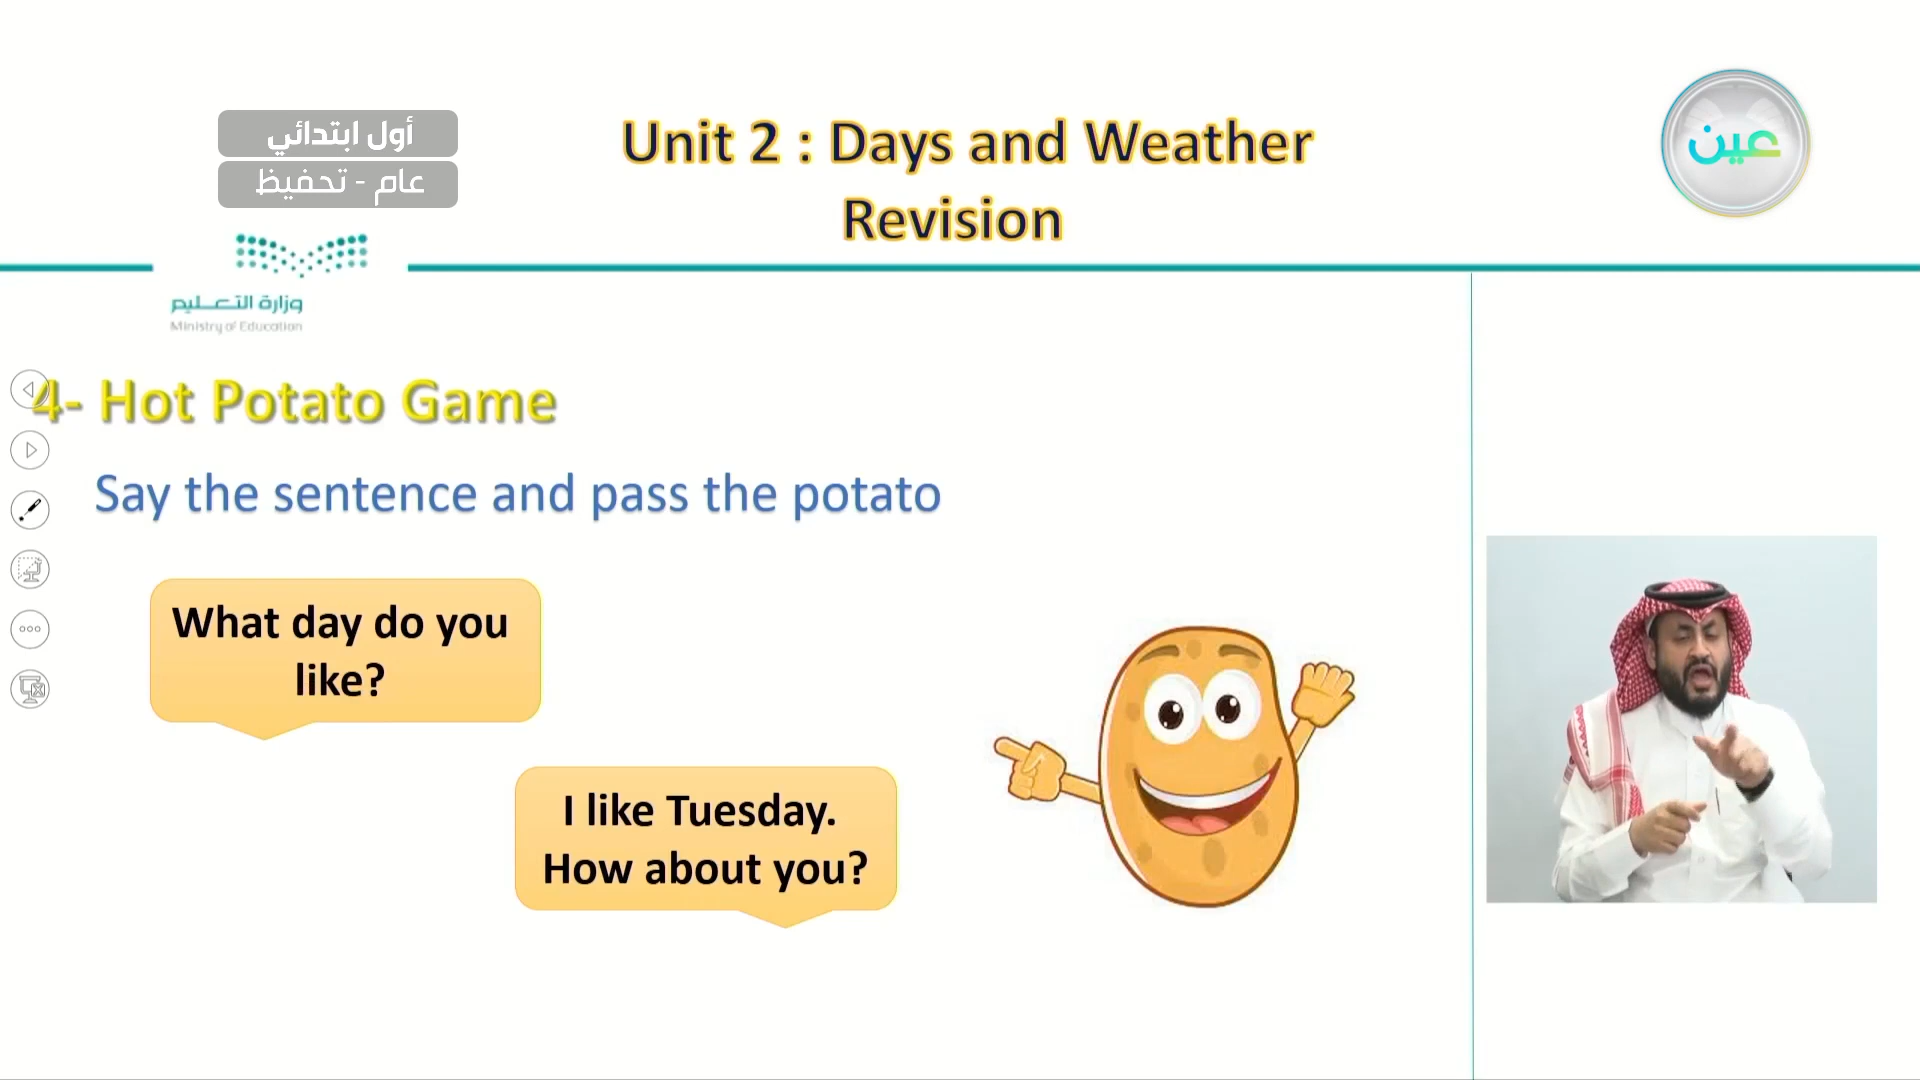 أول ابتدائي
عام - تحفيظ
Unit 2 : Days and Weather
Revision
عين
وزارة التعليم
Ministry of Education
4- Hot Potato Game
Say the sentence and pass the potato
What day do you
like?
I like Tuesday.
How about you?